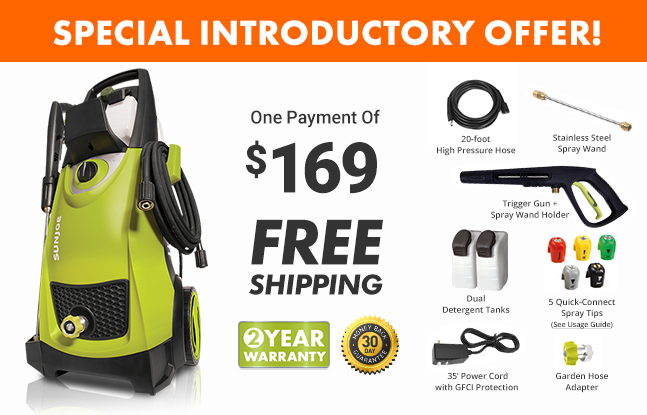 SPECIAL INTRODUCTORY OFFER!
SUNJOE
One Payment Of
$169
FREE
SHIPPING
2 YEAR
WARRANTY
MONEY BACK
30
DAY
GUARANTEE
20-foot
High Pressure Hose
Stainless Steel
Spray Wand
Trigger Gun +
Spray Wand Holder
Dual
Detergent Tanks
5 Quick-Connect
Spray Tips
(See Usage Guide)
35' Power Cord
with GFCI Protection
Garden Hose
Adapter